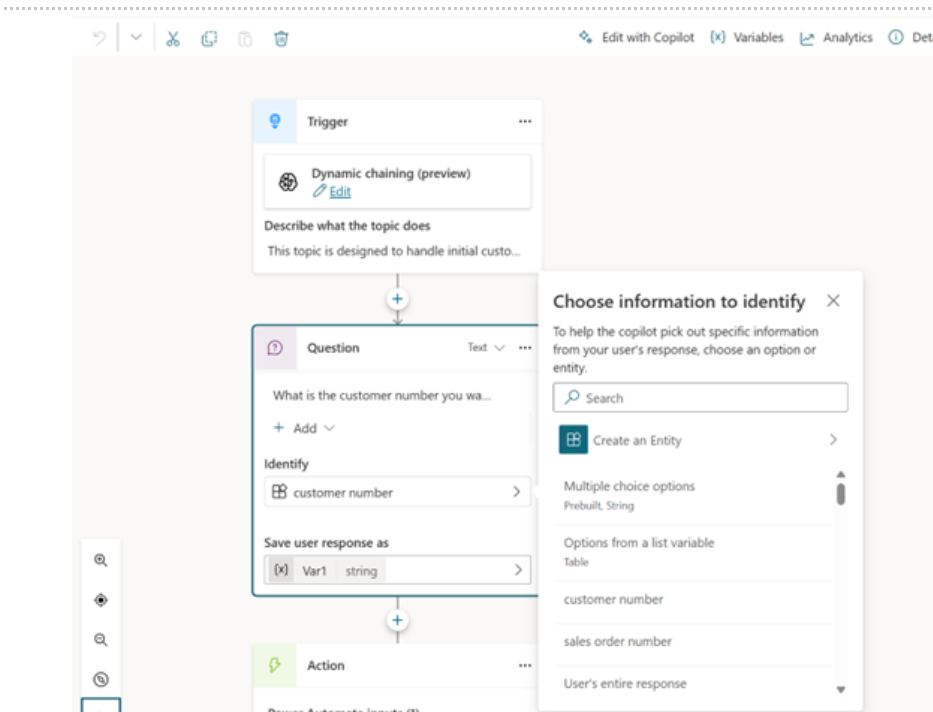 Edit with Copilot {x} Variables Analytics Deta
Trigger
Dynamic chaining (preview)
Edit
Describe what the topic does
This topic is designed to handle initial custo...
Question Text
What is the customer number you wa...
+ Add
Identify
customer number
Save user response as
{x} Var1 string
Action
Power Automate inputs (1)
Choose information to identify
To help the copilot pick out specific information
from your user's response, choose an option or
entity.
Search
Create an Entity
Multiple choice options
Prebuilt, String
Options from a list variable
Table
customer number
sales order number
User's entire response